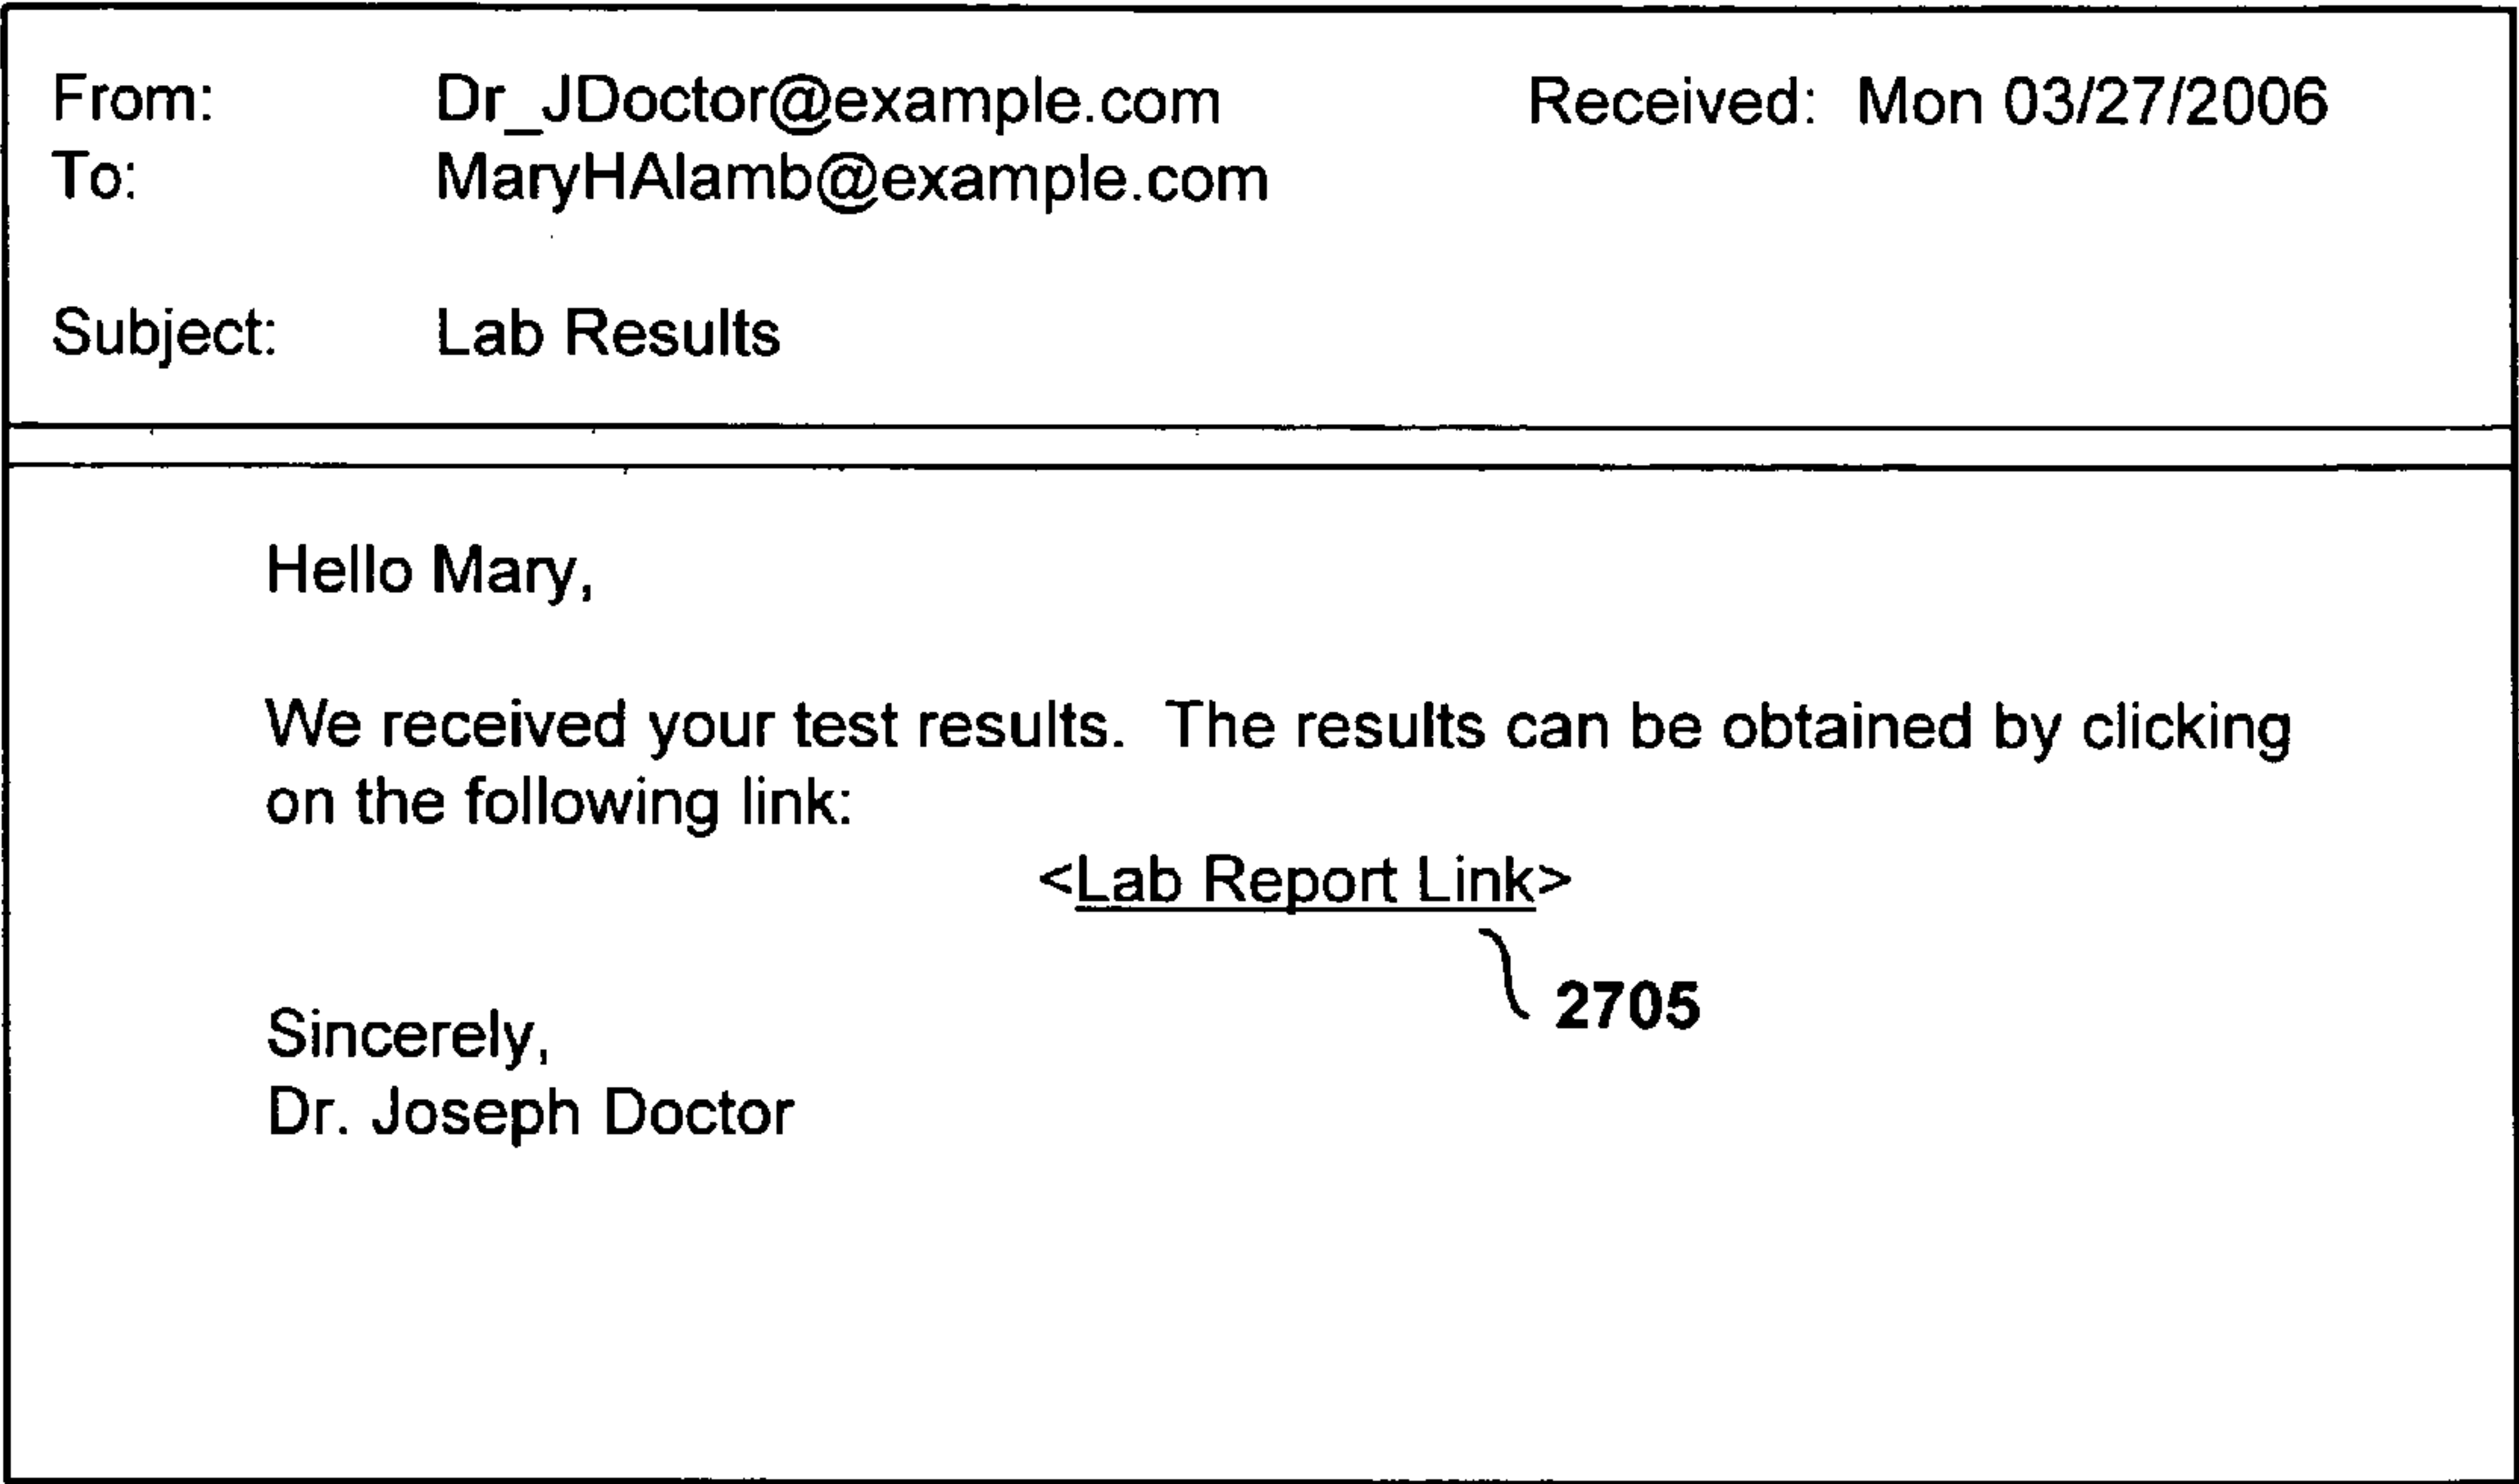 From: Dr_JDoctor@example.com Received: Mon 03/27/2006
To: MaryHAlamb@example.com
Subject: Lab Results
Hello Mary,
We received your test results. The results can be obtained by clicking
on the following link:
<Lab Report Link>
2705
Sincerely,
Dr. Joseph Doctor